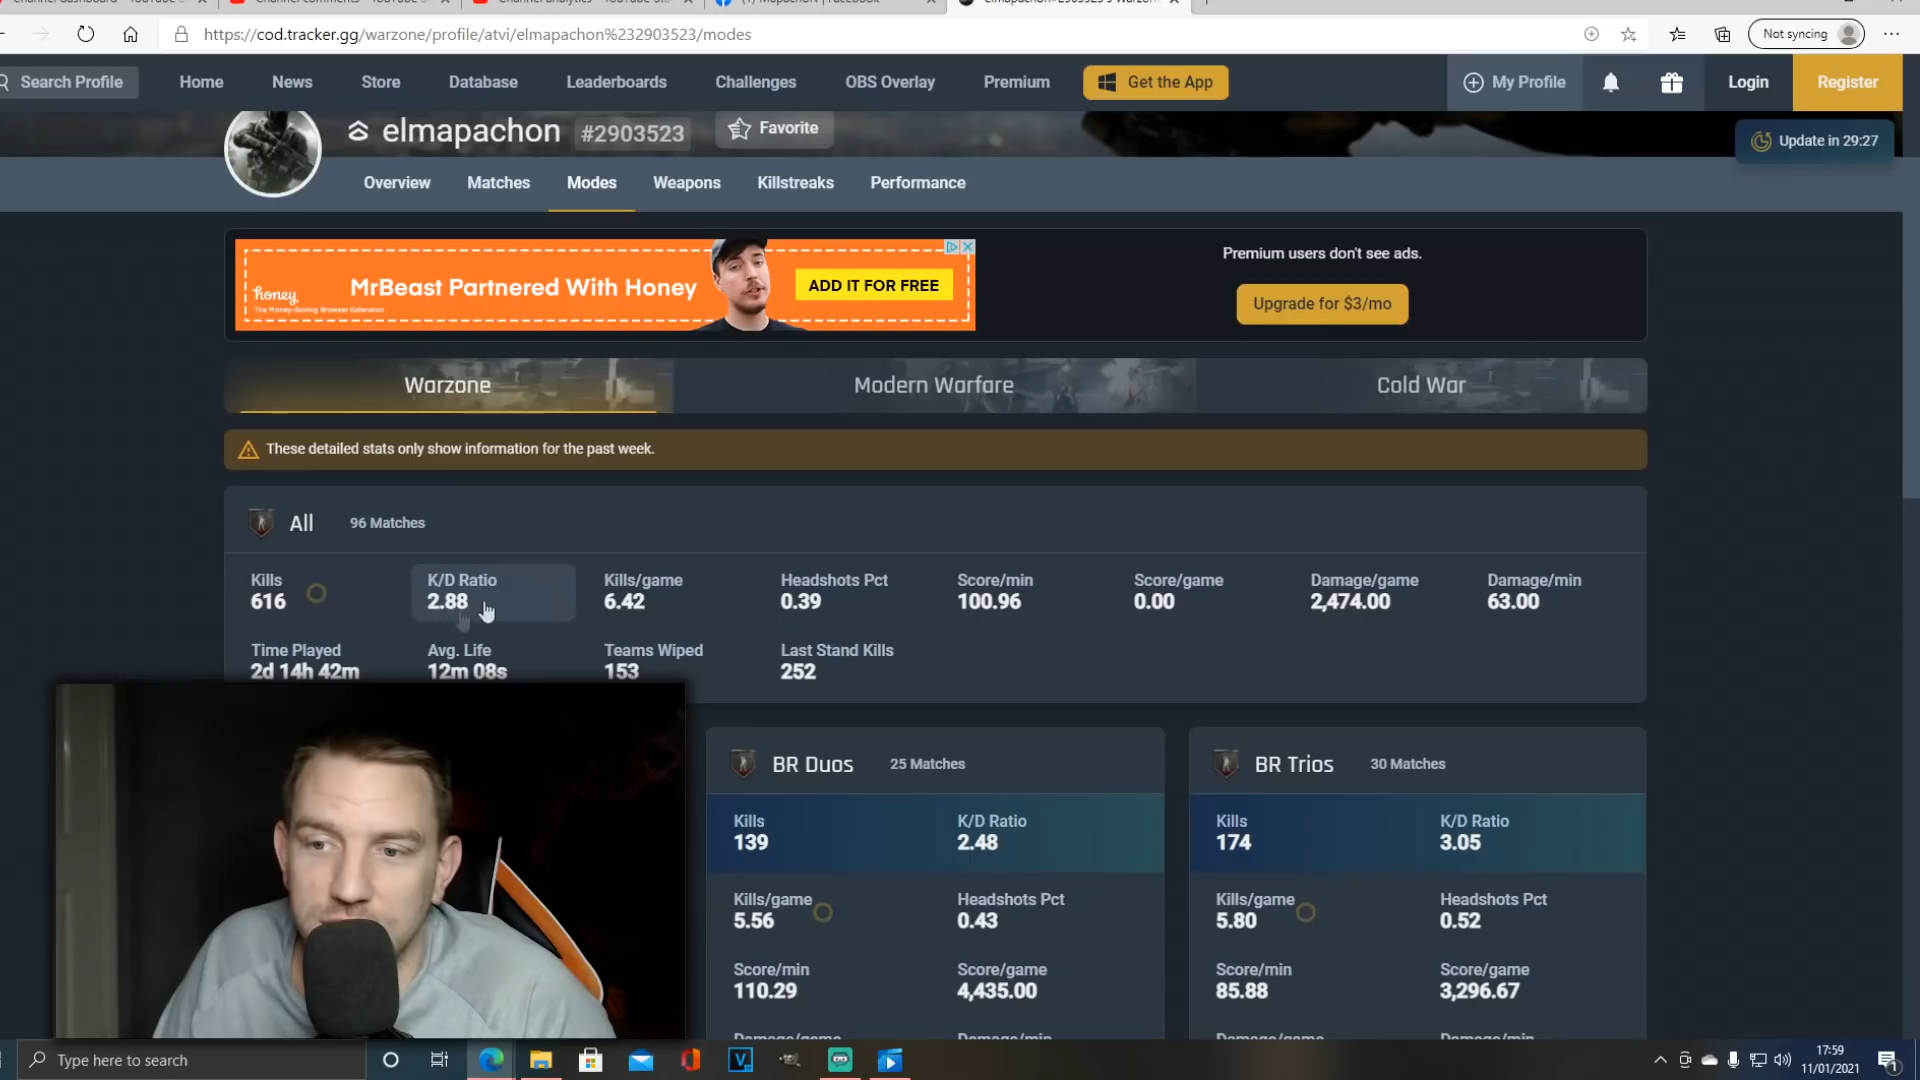 https://cod.tracker.gg/warzone/profile/atvi/elmapachon%232903523/modes
Not syncing
Search Profile
Home
News
Store
Database
Leaderboards
Challenges
OBS Overlay
Premium
Get the App
My Profile
Login
Register
elmapachon #2903523
Favorite
Update in 29:27
Overview
Matches
Modes
Weapons
Killstreaks
Performance
honey
The Money-Saving Browser Extension
MrBeast Partnered With Honey
ADD IT FOR FREE
Premium users don't see ads.
Upgrade for $3/mo
Warzone
Modern Warfare
Cold War
These detailed stats only show information for the past week.
All 96 Matches
Kills
616
K/D Ratio
2.88
Kills/game
6.42
Headshots Pct
0.39
Score/min
100.96
Score/game
0.00
Damage/game
2,474.00
Damage/min
63.00
Time Played
2d 14h 42m
Avg. Life
12m 08s
Teams Wiped
153
Last Stand Kills
252
BR Duos 25 Matches
Kills
139
K/D Ratio
2.48
Kills/game
5.56
Headshots Pct
0.43
Score/min
110.29
Score/game
4,435.00
BR Trios 30 Matches
Kills
174
K/D Ratio
3.05
Kills/game
5.80
Headshots Pct
0.52
Score/min
85.88
Score/game
3,296.67
Type here to search
17:59
11/01/2021